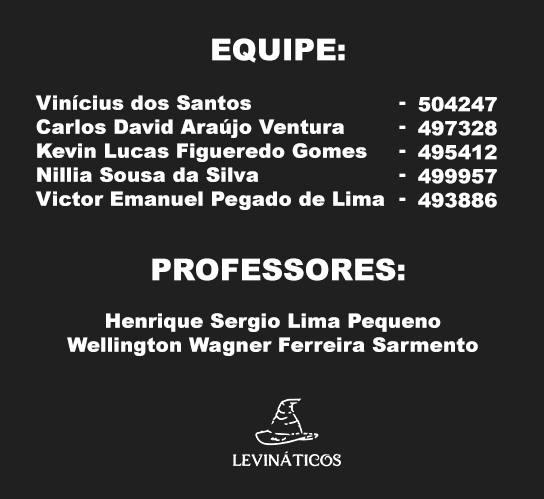 EQUIPE:
Vinícius dos Santos - 504247
Carlos David Araújo Ventura - 497328
Kevin Lucas Figueredo Gomes - 495412
Nillia Sousa da Silva - 499957
Victor Emanuel Pegado de Lima - 493886
PROFESSORES:
Henrique Sergio Lima Pequeno
Wellington Wagner Ferreira Sarmento
LEVINÁTICOS